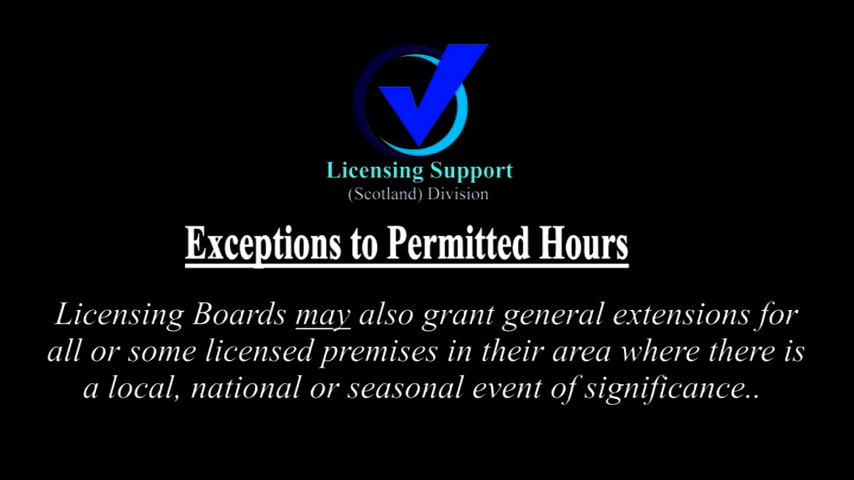 Licensing Support
(Scotland) Division
Exceptions to Permitted Hours
Licensing Boards may also grant general extensions for
all or some licensed premises in their area where there is
a local, national or seasonal event of significance..